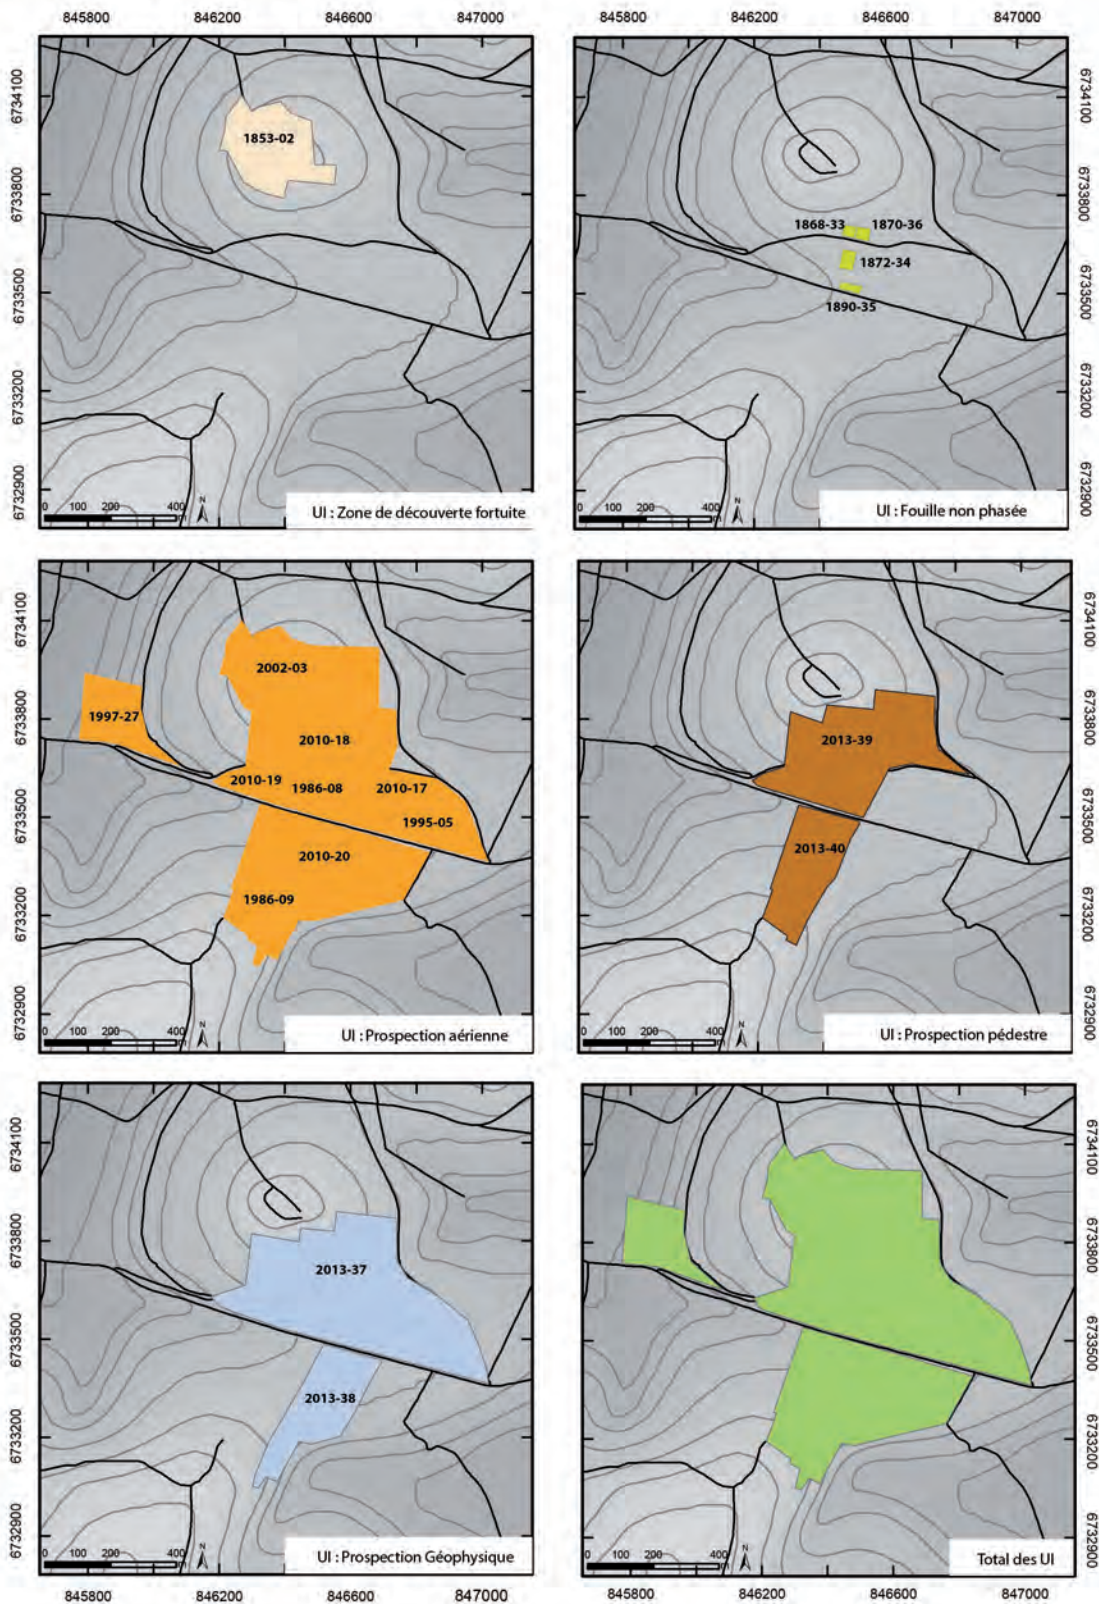 845800 846200 846600 847000 845800 846200 846600 847000
6734100
6733800
6733500
6733200
6732900
1853-02
0 100 200 400
m
N
UI : Zone de découverte fortuite
1868-33 1870-36
1872-34
1890-35
0 100 200 400
m
N
UI : Fouille non phasée
6734100
6733800
6733500
6733200
6732900
6734100
6733800
6733500
6733200
6732900
2002-03
1997-27
2010-18
2010-19
1986-08
2010-17
1995-05
2010-20
1986-09
0 100 200 400
m
N
UI : Prospection aérienne
2013-39
2013-40
0 100 200 400
m
N
UI : Prospection pédestre
6734100
6733800
6733500
6733200
6732900
6734100
6733800
6733500
6733200
6732900
2013-37
2013-38
0 100 200 400
m
N
UI : Prospection Géophysique
0 100 200 400
m
N
Total des UI
6734100
6733800
6733500
6733200
6732900
845800 846200 846600 847000 845800 846200 846600 847000